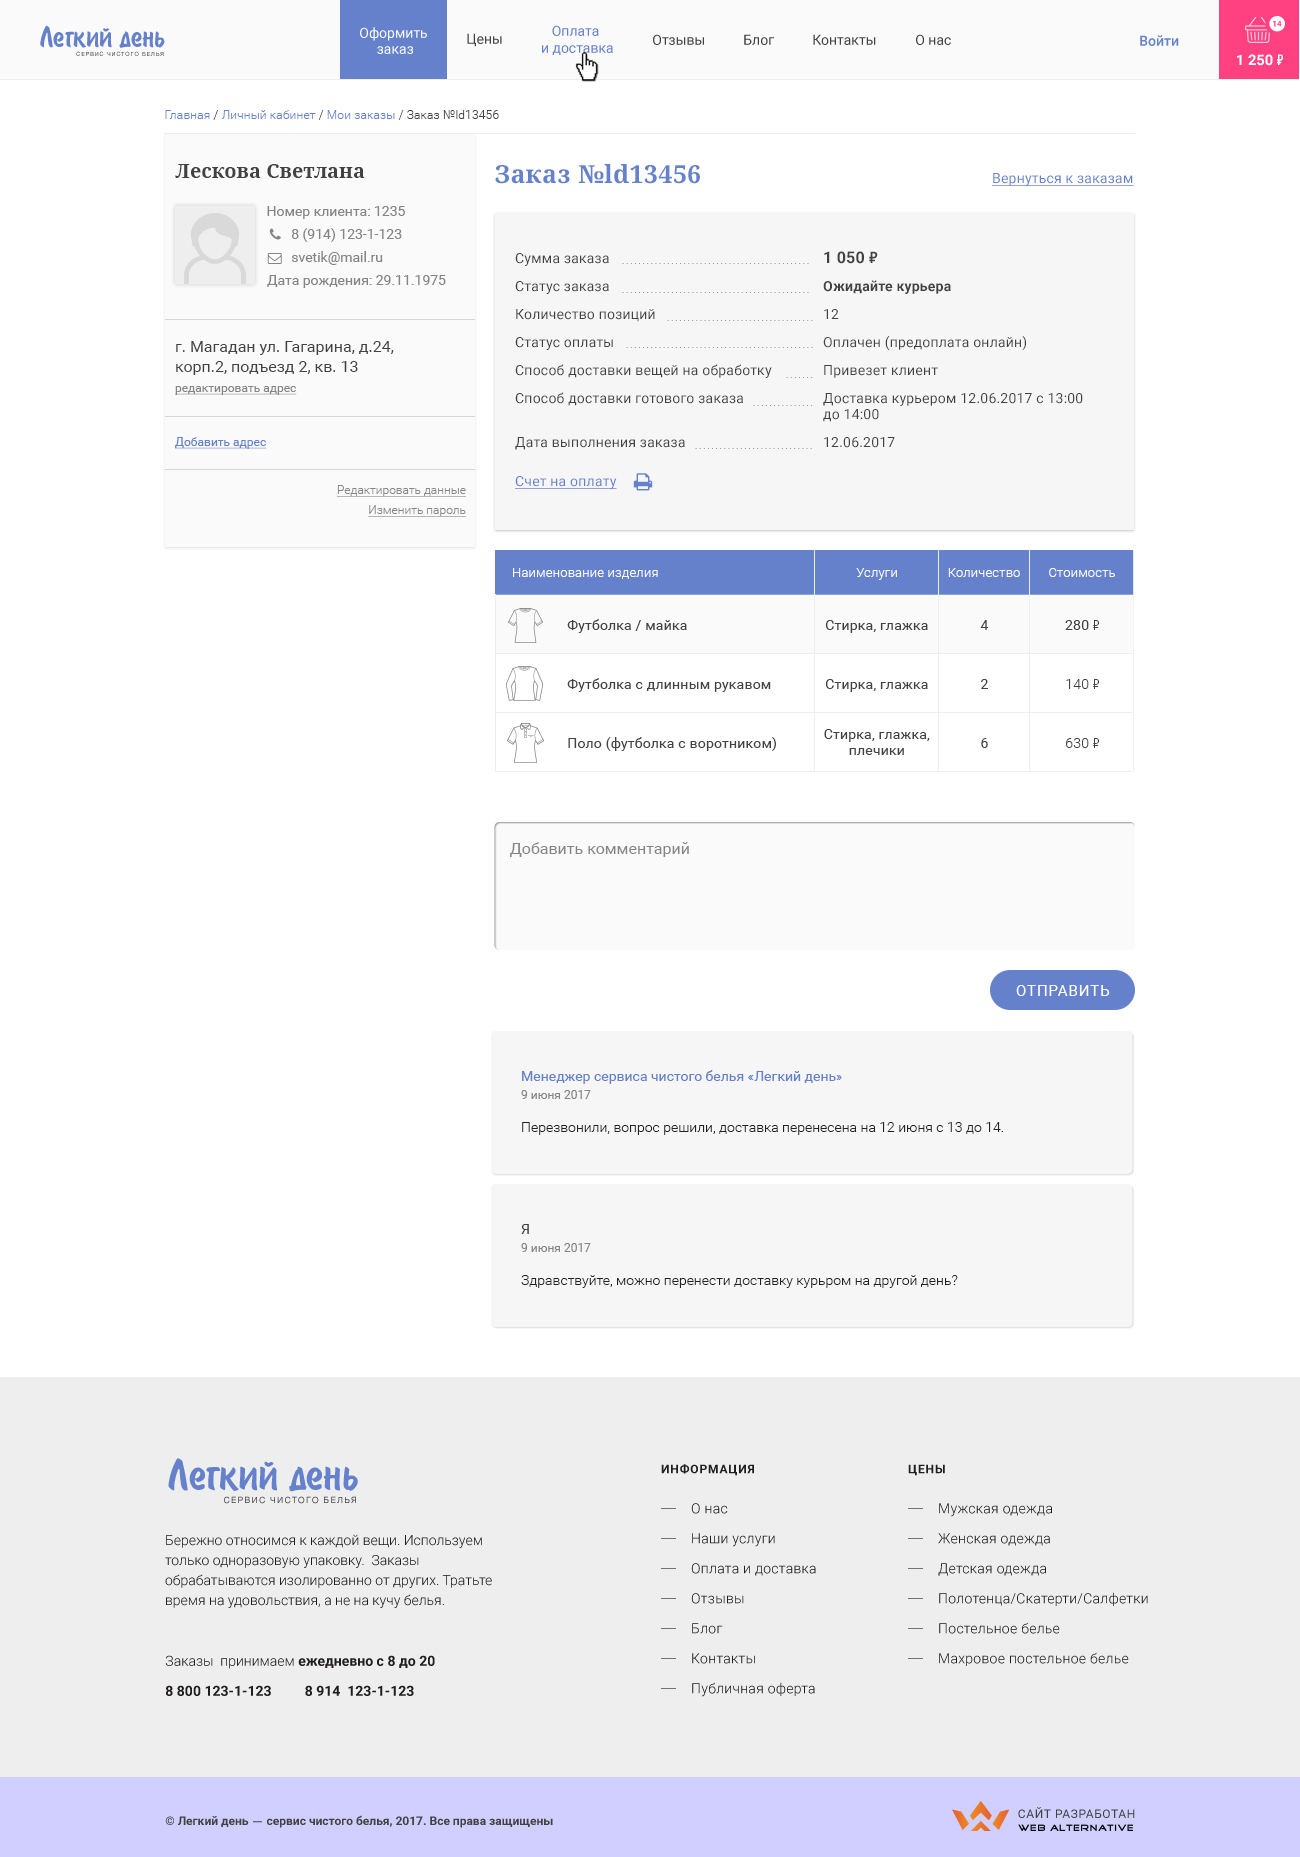 Легкий день
СЕРВИС ЧИСТОГО БЕЛЬЯ
Оформить
заказ
Цены
Оплата
и доставка
Отзывы
Блог
Контакты
О нас
Войти
14
1 250 ₽
Главная / Личный кабинет / Мои заказы / Заказ №ld13456
Лескова Светлана
Номер клиента: 1235
8 (914) 123-1-123
svetik@mail.ru
Дата рождения: 29.11.1975
г. Магадан ул. Гагарина, д.24,
корп.2, подъезд 2, кв. 13
редактировать адрес
Добавить адрес
Редактировать данные
Изменить пароль
Заказ №ld13456
Вернуться к заказам
Сумма заказа 1 050 ₽
Статус заказа Ожидайте курьера
Количество позиций 12
Статус оплаты Оплачен (предоплата онлайн)
Способ доставки вещей на обработку Привезет клиент
Способ доставки готового заказа Доставка курьером 12.06.2017 с 13:00
до 14:00
Дата выполнения заказа 12.06.2017
Счет на оплату
Наименование изделия Услуги Количество Стоимость
Футболка / майка Стирка, глажка 4 280 ₽
Футболка с длинным рукавом Стирка, глажка 2 140 ₽
Поло (футболка с воротником) Стирка, глажка,
плечики 6 630 ₽
Добавить комментарий
ОТПРАВИТЬ
Менеджер сервиса чистого белья «Легкий день»
9 июня 2017
Перезвонили, вопрос решили, доставка перенесена на 12 июня с 13 до 14.
Я
9 июня 2017
Здравствуйте, можно перенести доставку курьром на другой день?
Легкий день
СЕРВИС ЧИСТОГО БЕЛЬЯ
Бережно относимся к каждой вещи. Используем
только одноразовую упаковку. Заказы
обрабатываются изолированно от других. Тратьте
время на удовольствия, а не на кучу белья.
Заказы принимаем ежедневно с 8 до 20
8 800 123-1-123 8 914 123-1-123
ИНФОРМАЦИЯ
— О нас
— Наши услуги
— Оплата и доставка
— Отзывы
— Блог
— Контакты
— Публичная оферта
ЦЕНЫ
— Мужская одежда
— Женская одежда
— Детская одежда
— Полотенца/Скатерти/Салфетки
— Постельное белье
— Махровое постельное белье
© Легкий день — сервис чистого белья, 2017. Все права защищены
САЙТ РАЗРАБОТАН
WEB ALTERNATIVE